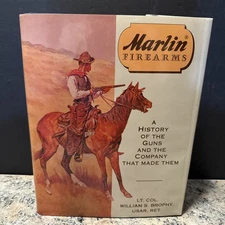 Marlin
FIREARMS
A
HISTORY
OF THE
GUNS
AND THE
COMPANY
THAT MADE THEM
LT. COL.
WILLIAM S. BROPHY,
USAR, RET.